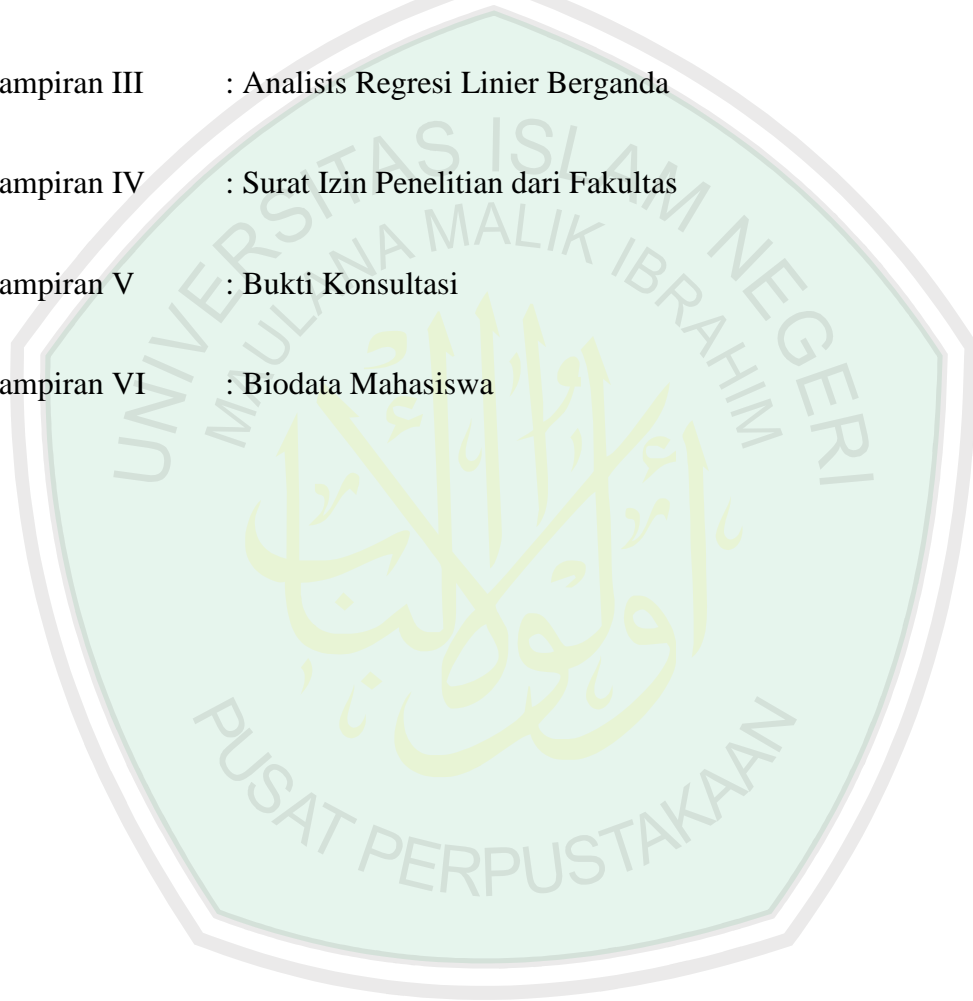 ampiran III : Analisis Regresi Linier Berganda
ampiran IV : Surat Izin Penelitian dari Fakultas
ampiran V : Bukti Konsultasi
ampiran VI : Biodata Mahasiswa
UNIVERSITAS ISLAM NEGERI
MAULANA MALIK IBRAHIM
PUSAT PERPUSTAKAAN